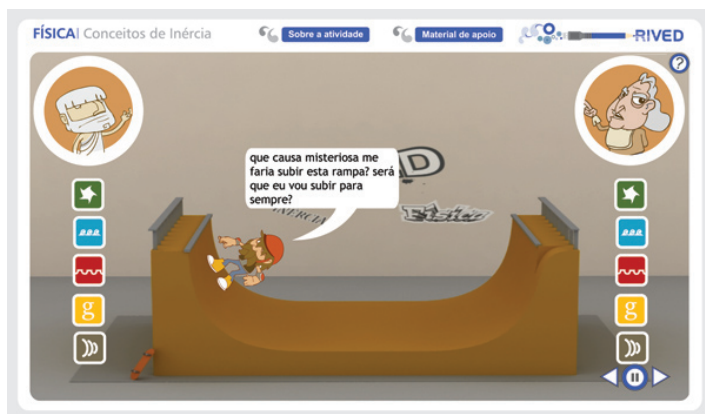 FÍSICA| Conceitos de Inércia
Sobre a atividade
Material de apoio
RIVED
?
que causa misteriosa me
faria subir esta rampa? será
que eu vou subir para
sempre?
D
INÉRCIA
Física
g
g